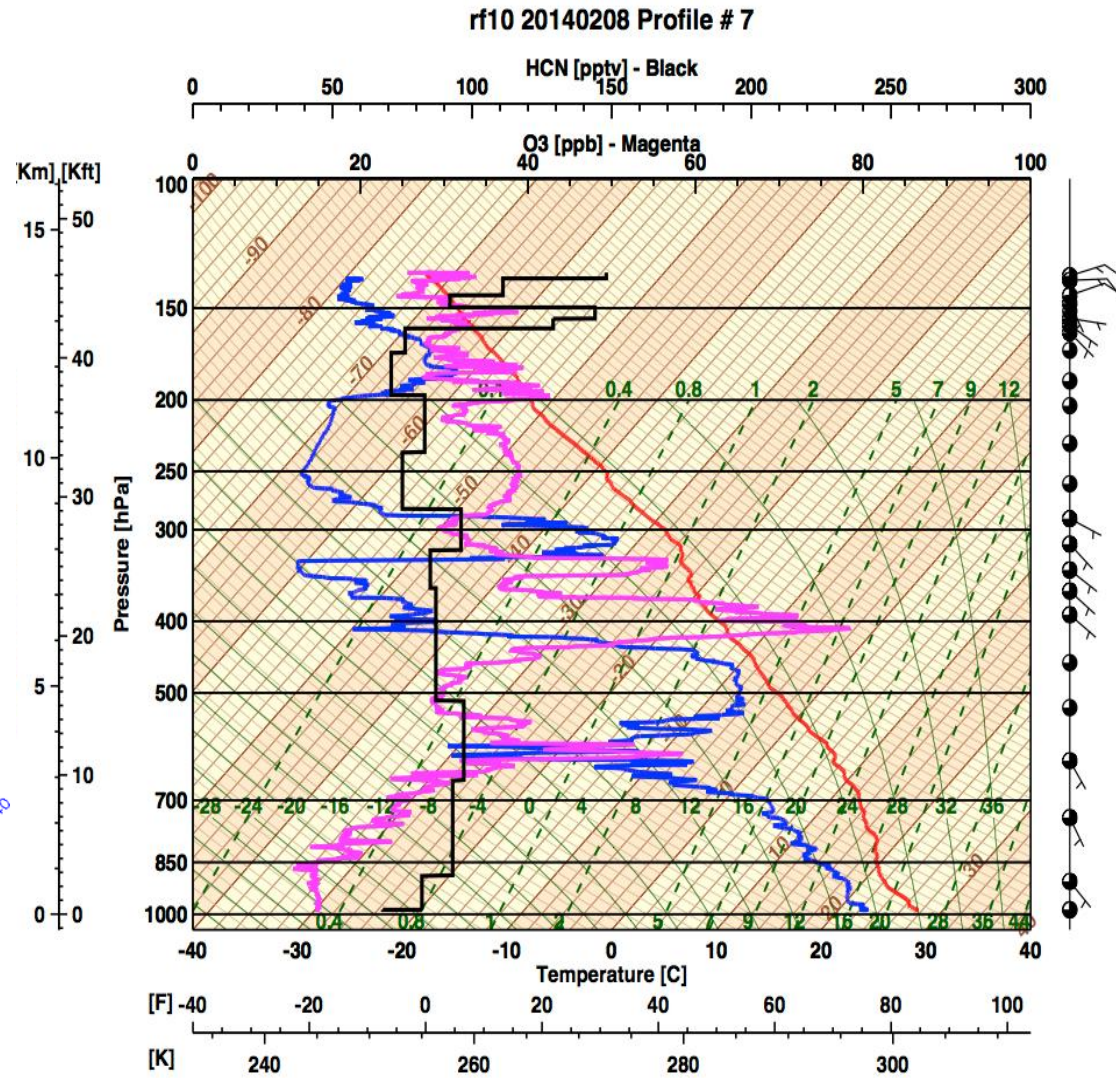 rf10 20140208 Profile # 7
HCN [pptv] - Black
0 50 100 150 200 250 300
O3 [ppb] - Magenta
0 20 40 60 80 100
Km] [Kft]
Pressure [hPa]
100
50
15
150
40
200
0.4 0.8 1 2 5 7 9 12
10
250
30
300
400
20
5
500
10
700
-28 -24 -20 -16 -12 -8 -4 0 4 8 12 16 20 24 28 32 36
850
0 0
1000
0.4 0.8 1 2 5 7 9 12 16 20 28 36 44
-100
-90
-80
-70
-60
-50
-30
-20
10
20
30
40
-40 -30 -20 -10 0 10 20 30 40
Temperature [C]
[F] -40 -20 0 20 40 60 80 100
[K] 240 260 280 300